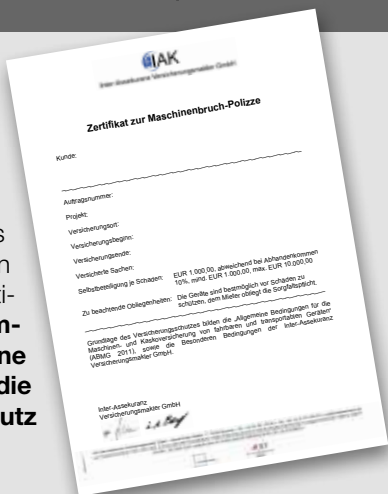 IAK
Inter-Assekuranz Versicherungsmakler GmbH
Zertifikat zur Maschinenbruch-Polizze
Kunde:
Auftragsnummer:
Projekt:
Versicherungsort:
Versicherungsbeginn:
Versicherungsende:
Versicherte Sachen:
Selbstbeteiligung je Schaden: EUR 1.000,00, abweichend bei Abhandenkommen
10%, mind. EUR 1.000,00, max. EUR 10.000,00
Zu beachtende Obliegenheiten: Die Geräte sind bestmöglich vor Schaden zu
schützen, dem Mieter obliegt die Sorgfaltspflicht.
Grundlage des Versicherungsschutzes bilden die „Allgemeine Bedingungen für die
Maschinen- und Kaskoversicherung von fahrbaren und transportablen Geräten"
(ABMG 2011), sowie die Besonderen Bedingungen der Inter-Assekuranz
Versicherungsmakler GmbH.
Inter-Assekuranz
Versicherungsmakler GmbH
s
n
ti-
m-
ne
die
utz